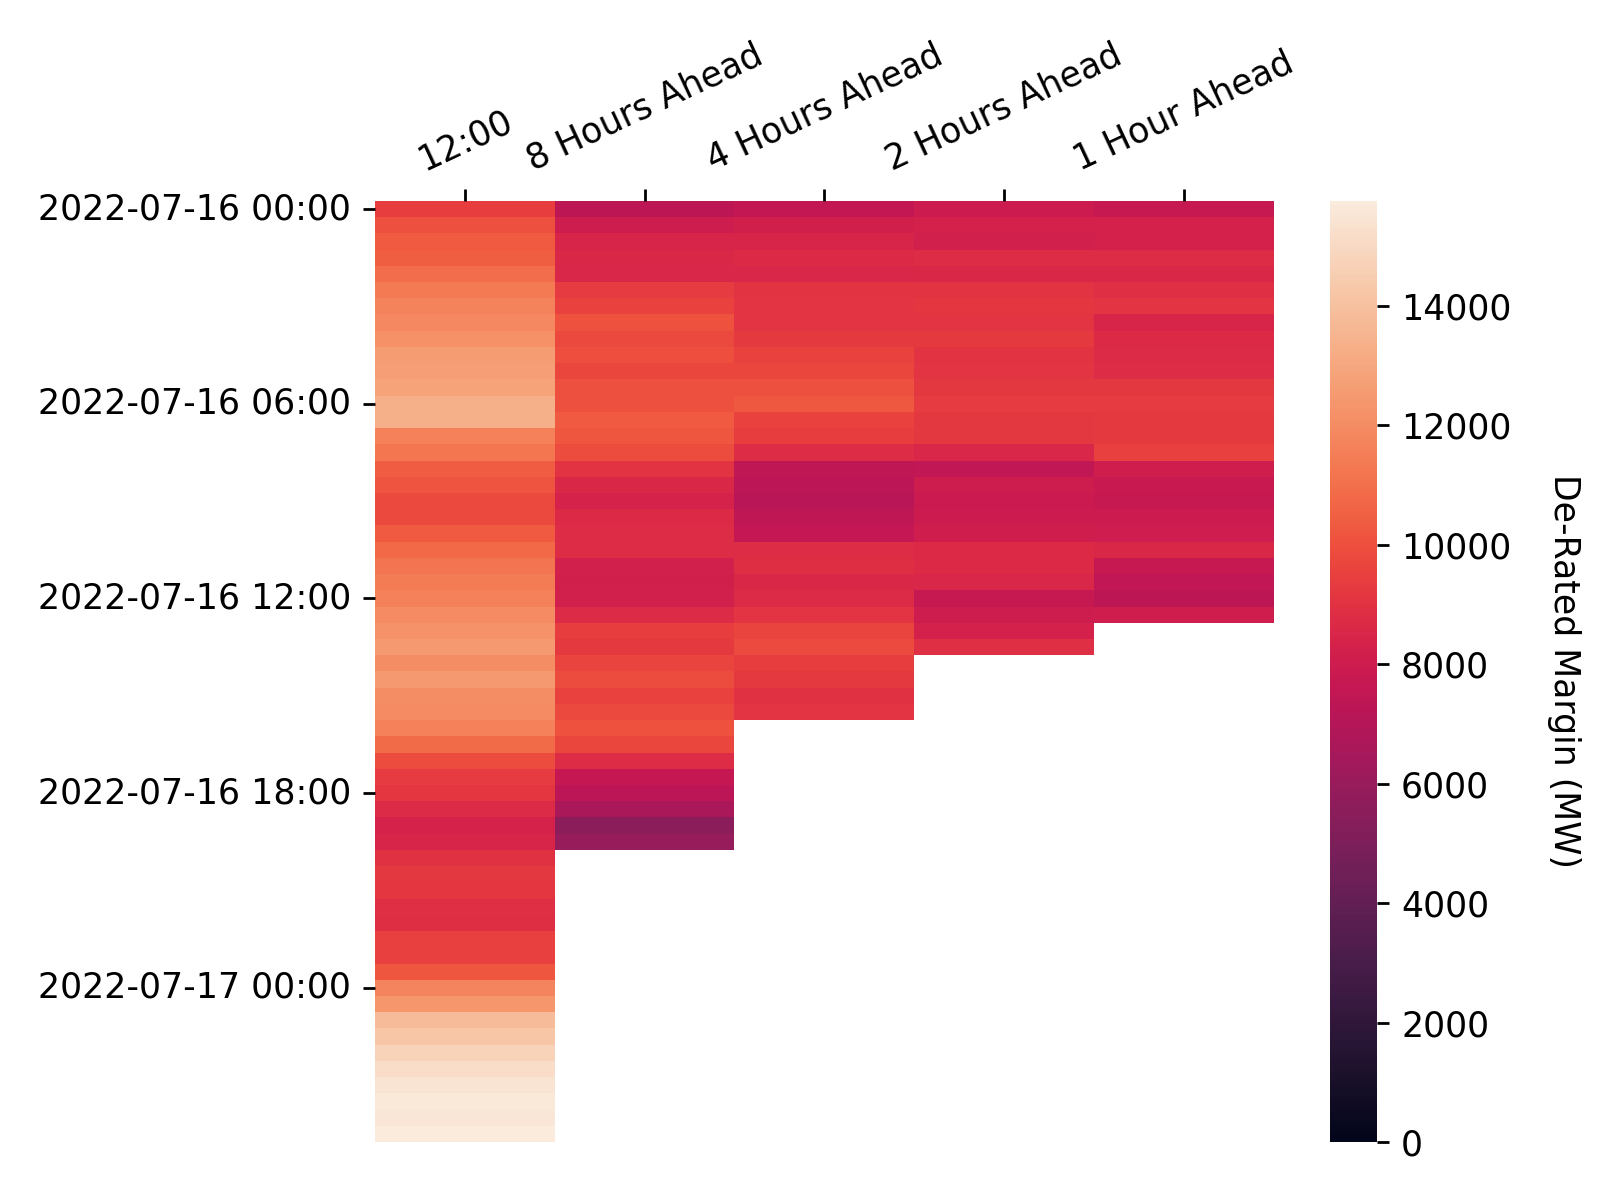 12:00
8 Hours Ahead
4 Hours Ahead
2 Hours Ahead
1 Hour Ahead
2022-07-16 00:00
2022-07-16 06:00
2022-07-16 12:00
2022-07-16 18:00
2022-07-17 00:00
14000
12000
10000
8000
6000
4000
2000
0
De-Rated Margin (MW)